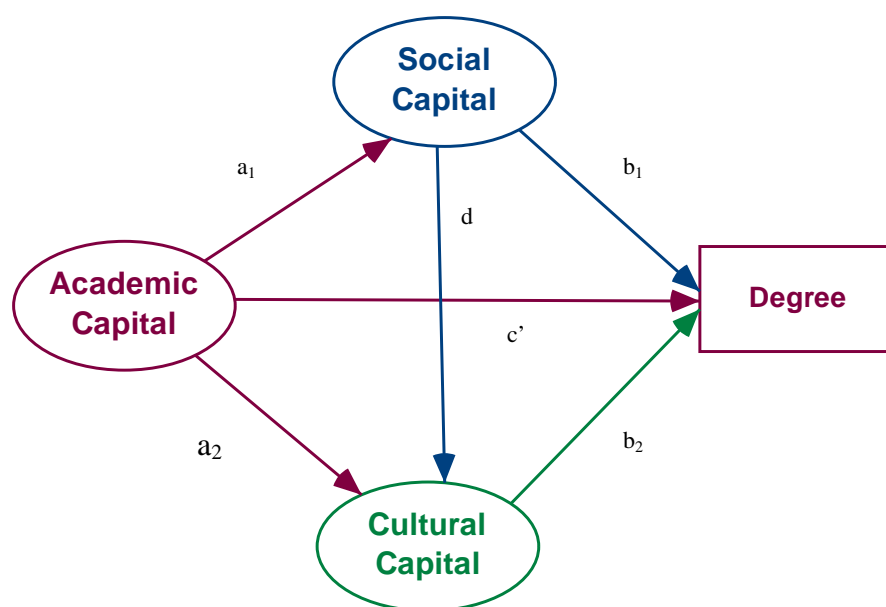 Social
Capital
a₁
b₁
d
Academic
Capital
Degree
c’
a₂
b₂
Cultural
Capital